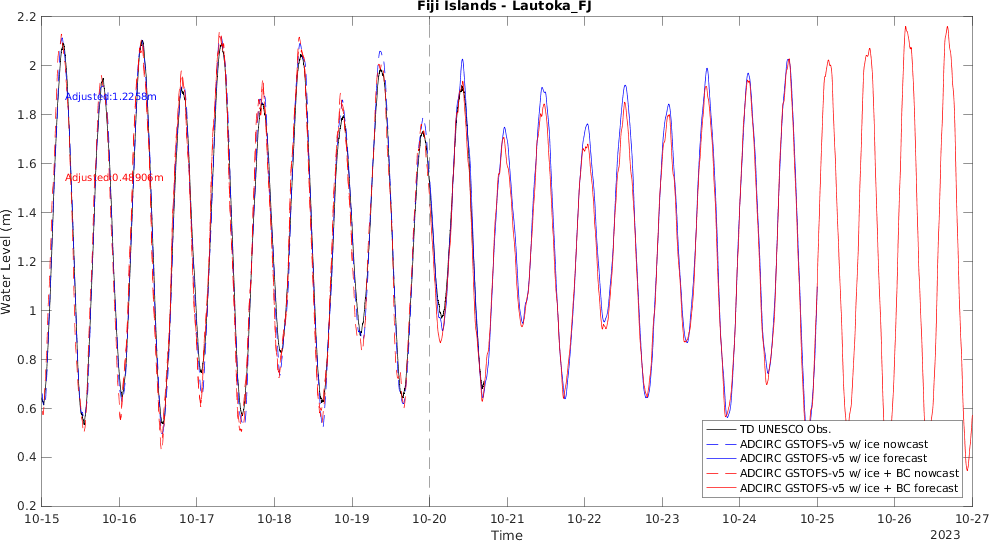 Fiji Islands - Lautoka_FJ
2.2
2
1.8
1.6
1.4
1.2
1
0.8
0.6
0.4
0.2
Water Level (m)
Adjusted:1.2258m
Adjusted:0.48906m
TD UNESCO Obs.
ADCIRC GSTOFS-v5 w/ ice nowcast
ADCIRC GSTOFS-v5 w/ ice forecast
ADCIRC GSTOFS-v5 w/ ice + BC nowcast
ADCIRC GSTOFS-v5 w/ ice + BC forecast
10-15 10-16 10-17 10-18 10-19 10-20 10-21 10-22 10-23 10-24 10-25 10-26 10-27
Time
2023